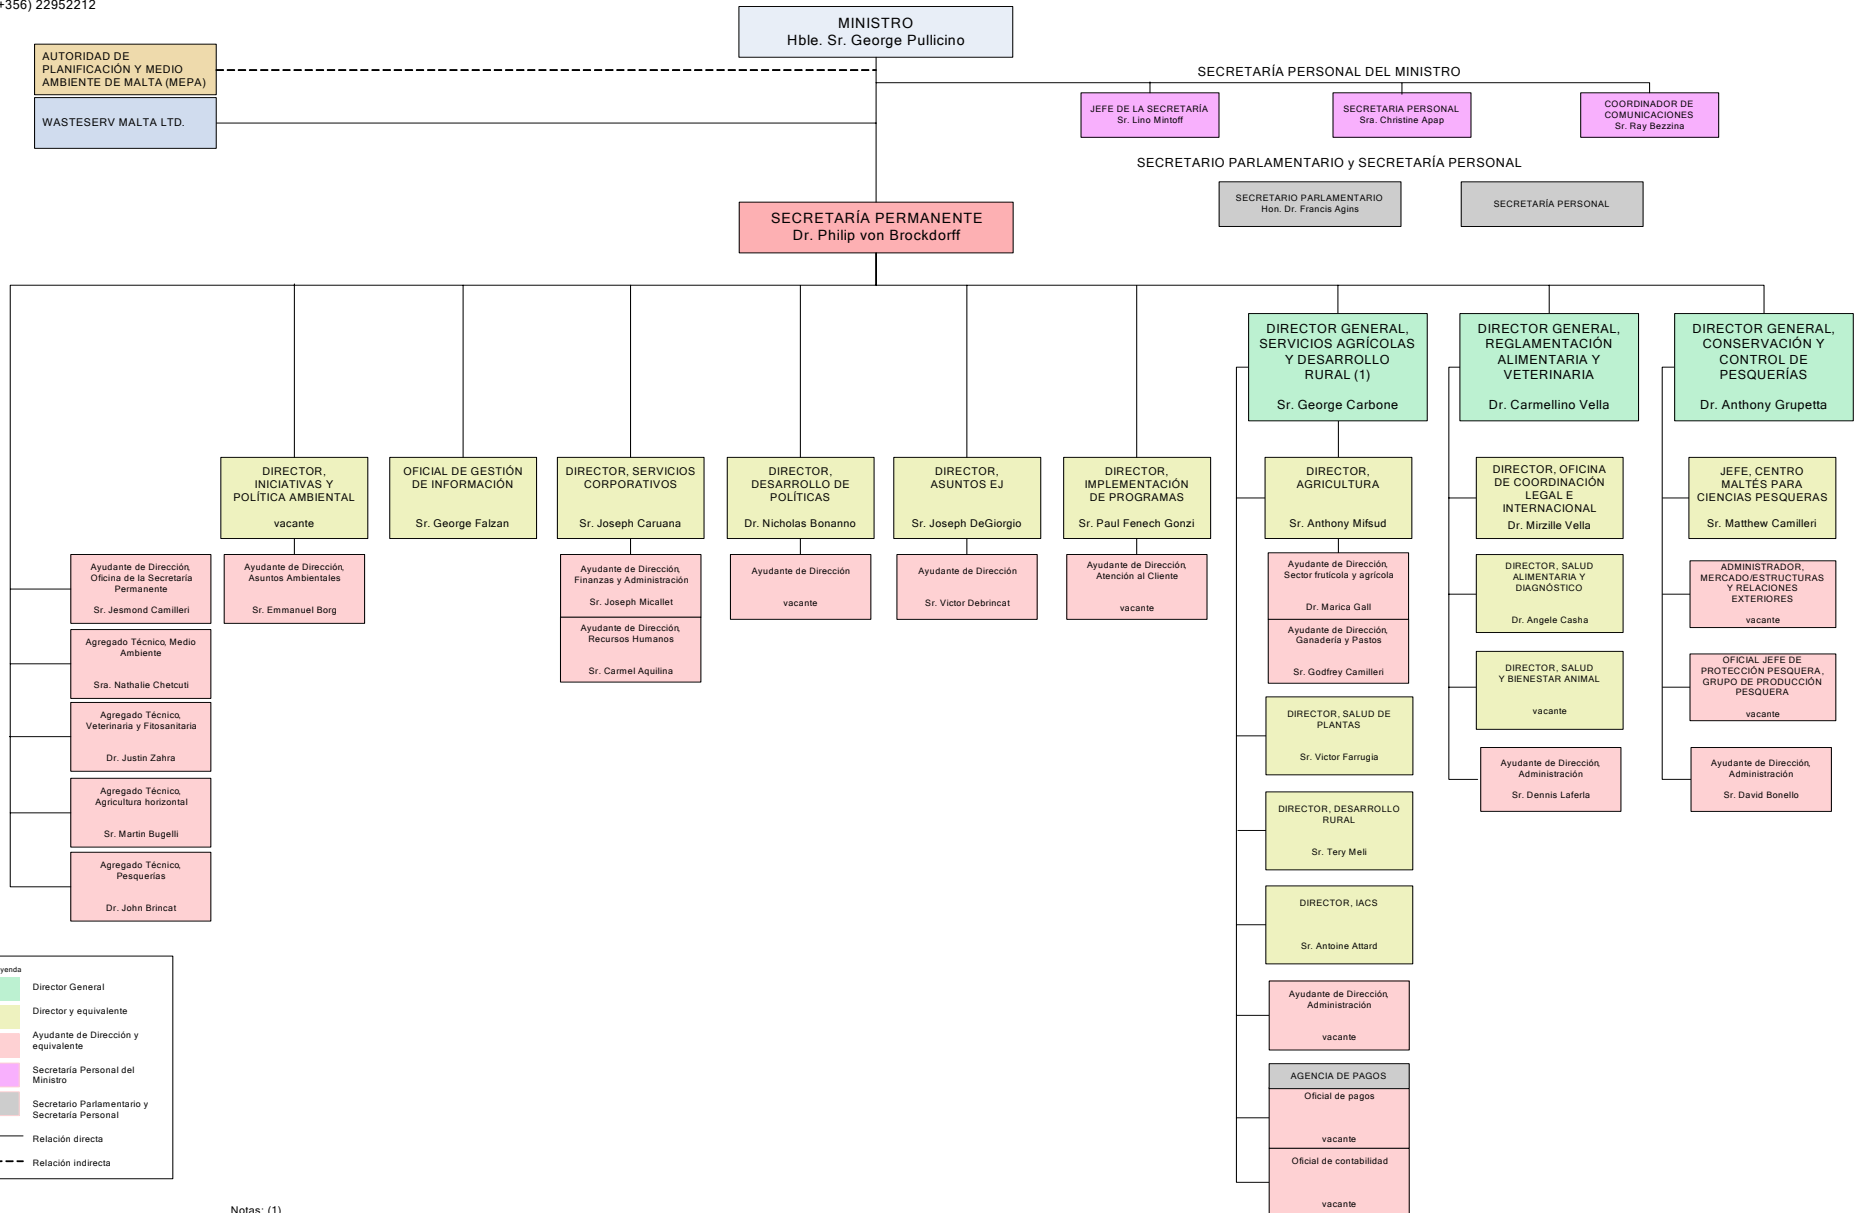 +356) 22952212
MINISTRO
Hble. Sr. George Pullicino
AUTORIDAD DE
PLANIFICACIÓN Y MEDIO
AMBIENTE DE MALTA (MEPA)
WASTESERV MALTA LTD.
SECRETARÍA PERSONAL DEL MINISTRO
JEFE DE LA SECRETARÍA
Sr. Lino Mintoff
SECRETARIA PERSONAL
Sra. Christine Apap
COORDINADOR DE
COMUNICACIONES
Sr. Ray Bezzina
SECRETARIO PARLAMENTARIO y SECRETARÍA PERSONAL
SECRETARIO PARLAMENTARIO
Hon. Dr. Francis Agins
SECRETARÍA PERSONAL
SECRETARÍA PERMANENTE
Dr. Philip von Brockdorff
DIRECTOR GENERAL,
SERVICIOS AGRÍCOLAS
Y DESARROLLO
RURAL (1)
Sr. George Carbone
DIRECTOR GENERAL,
REGLAMENTACIÓN
ALIMENTARIA Y
VETERINARIA
Dr. Carmellino Vella
DIRECTOR GENERAL,
CONSERVACIÓN Y
CONTROL DE
PESQUERÍAS
Dr. Anthony Grupetta
DIRECTOR,
INICIATIVAS Y
POLÍTICA AMBIENTAL
vacante
OFICIAL DE GESTIÓN
DE INFORMACIÓN
Sr. George Falzan
DIRECTOR, SERVICIOS
CORPORATIVOS
Sr. Joseph Caruana
DIRECTOR,
DESARROLLO DE
POLÍTICAS
Dr. Nicholas Bonanno
DIRECTOR,
ASUNTOS EJ
Sr. Joseph DeGiorgio
DIRECTOR,
IMPLEMENTACIÓN
DE PROGRAMAS
Sr. Paul Fenech Gonzi
DIRECTOR,
AGRICULTURA
Sr. Anthony Mifsud
DIRECTOR, OFICINA
DE COORDINACIÓN
LEGAL E
INTERNACIONAL
Dr. Mirzille Vella
JEFE, CENTRO
MALTÉS PARA
CIENCIAS PESQUERAS
Sr. Matthew Camilleri
Ayudante de Dirección,
Oficina de la Secretaría
Permanente
Sr. Jesmond Camilleri
Ayudante de Dirección,
Asuntos Ambientales
Sr. Emmanuel Borg
Ayudante de Dirección,
Finanzas y Administración
Sr. Joseph Micallet
Ayudante de Dirección,
Recursos Humanos
Sr. Carmel Aquilina
Ayudante de Dirección
vacante
Ayudante de Dirección
Sr. Victor Debrincat
Ayudante de Dirección,
Atención al Cliente
vacante
Ayudante de Dirección,
Sector frutícola y agrícola
Dr. Marica Gall
Ayudante de Dirección,
Ganadería y Pastos
Sr. Godfrey Camilleri
DIRECTOR, SALUD
ALIMENTARIA Y
DIAGNÓSTICO
Dr. Angele Casha
ADMINISTRADOR,
MERCADO/ESTRUCTURAS
Y RELACIONES
EXTERIORES
vacante
Agregado Técnico, Medio
Ambiente
Sra. Nathalie Chetcuti
DIRECTOR, SALUD
Y BIENESTAR ANIMAL
vacante
OFICIAL JEFE DE
PROTECCIÓN PESQUERA,
GRUPO DE PRODUCCIÓN
PESQUERA
vacante
Agregado Técnico,
Veterinaria y Fitosanitaria
Dr. Justin Zahra
DIRECTOR, SALUD DE
PLANTAS
Sr. Victor Farrugia
Ayudante de Dirección,
Administración
Sr. Dennis Laferla
Ayudante de Dirección,
Administración
Sr. David Bonello
Agregado Técnico,
Agricultura horizontal
Sr. Martin Bugelli
DIRECTOR, DESARROLLO
RURAL
Sr. Tery Meli
Agregado Técnico,
Pesquerías
Dr. John Brincat
DIRECTOR, IACS
Sr. Antoine Attard
Ayudante de Dirección,
Administración
vacante
AGENCIA DE PAGOS
Oficial de pagos
vacante
Oficial de contabilidad
vacante
yenda
Director General
Director y equivalente
Ayudante de Dirección y
equivalente
Secretaría Personal del
Ministro
Secretario Parlamentario y
Secretaría Personal
Relación directa
Relación indirecta
Notas: (1)